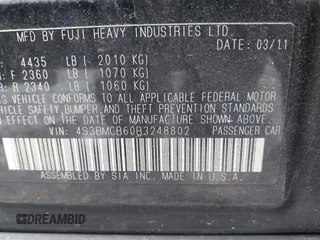 MFD BY FUJI HEAVY INDUSTRIES LTD.
DATE: 03/11
: 4435 LB ( 2010 KG)
F 2360 LB ( 1070 KG)
R 2340 LB ( 1060 KG)
VEHICLE CONFORMS TO ALL APPLICABLE FEDERAL MOTOR
VEHICLE SAFETY, BUMPER, AND THEFT PREVENTION STANDARDS
IN EFFECT ON THE DATE OF MANUFACTURE SHOWN ABOVE.
VIN: 4S3BMCB60B3248802 PASSENGER CAR
ASSEMBLED BY SIA INC. MADE IN U.S.A.
DREAMBID